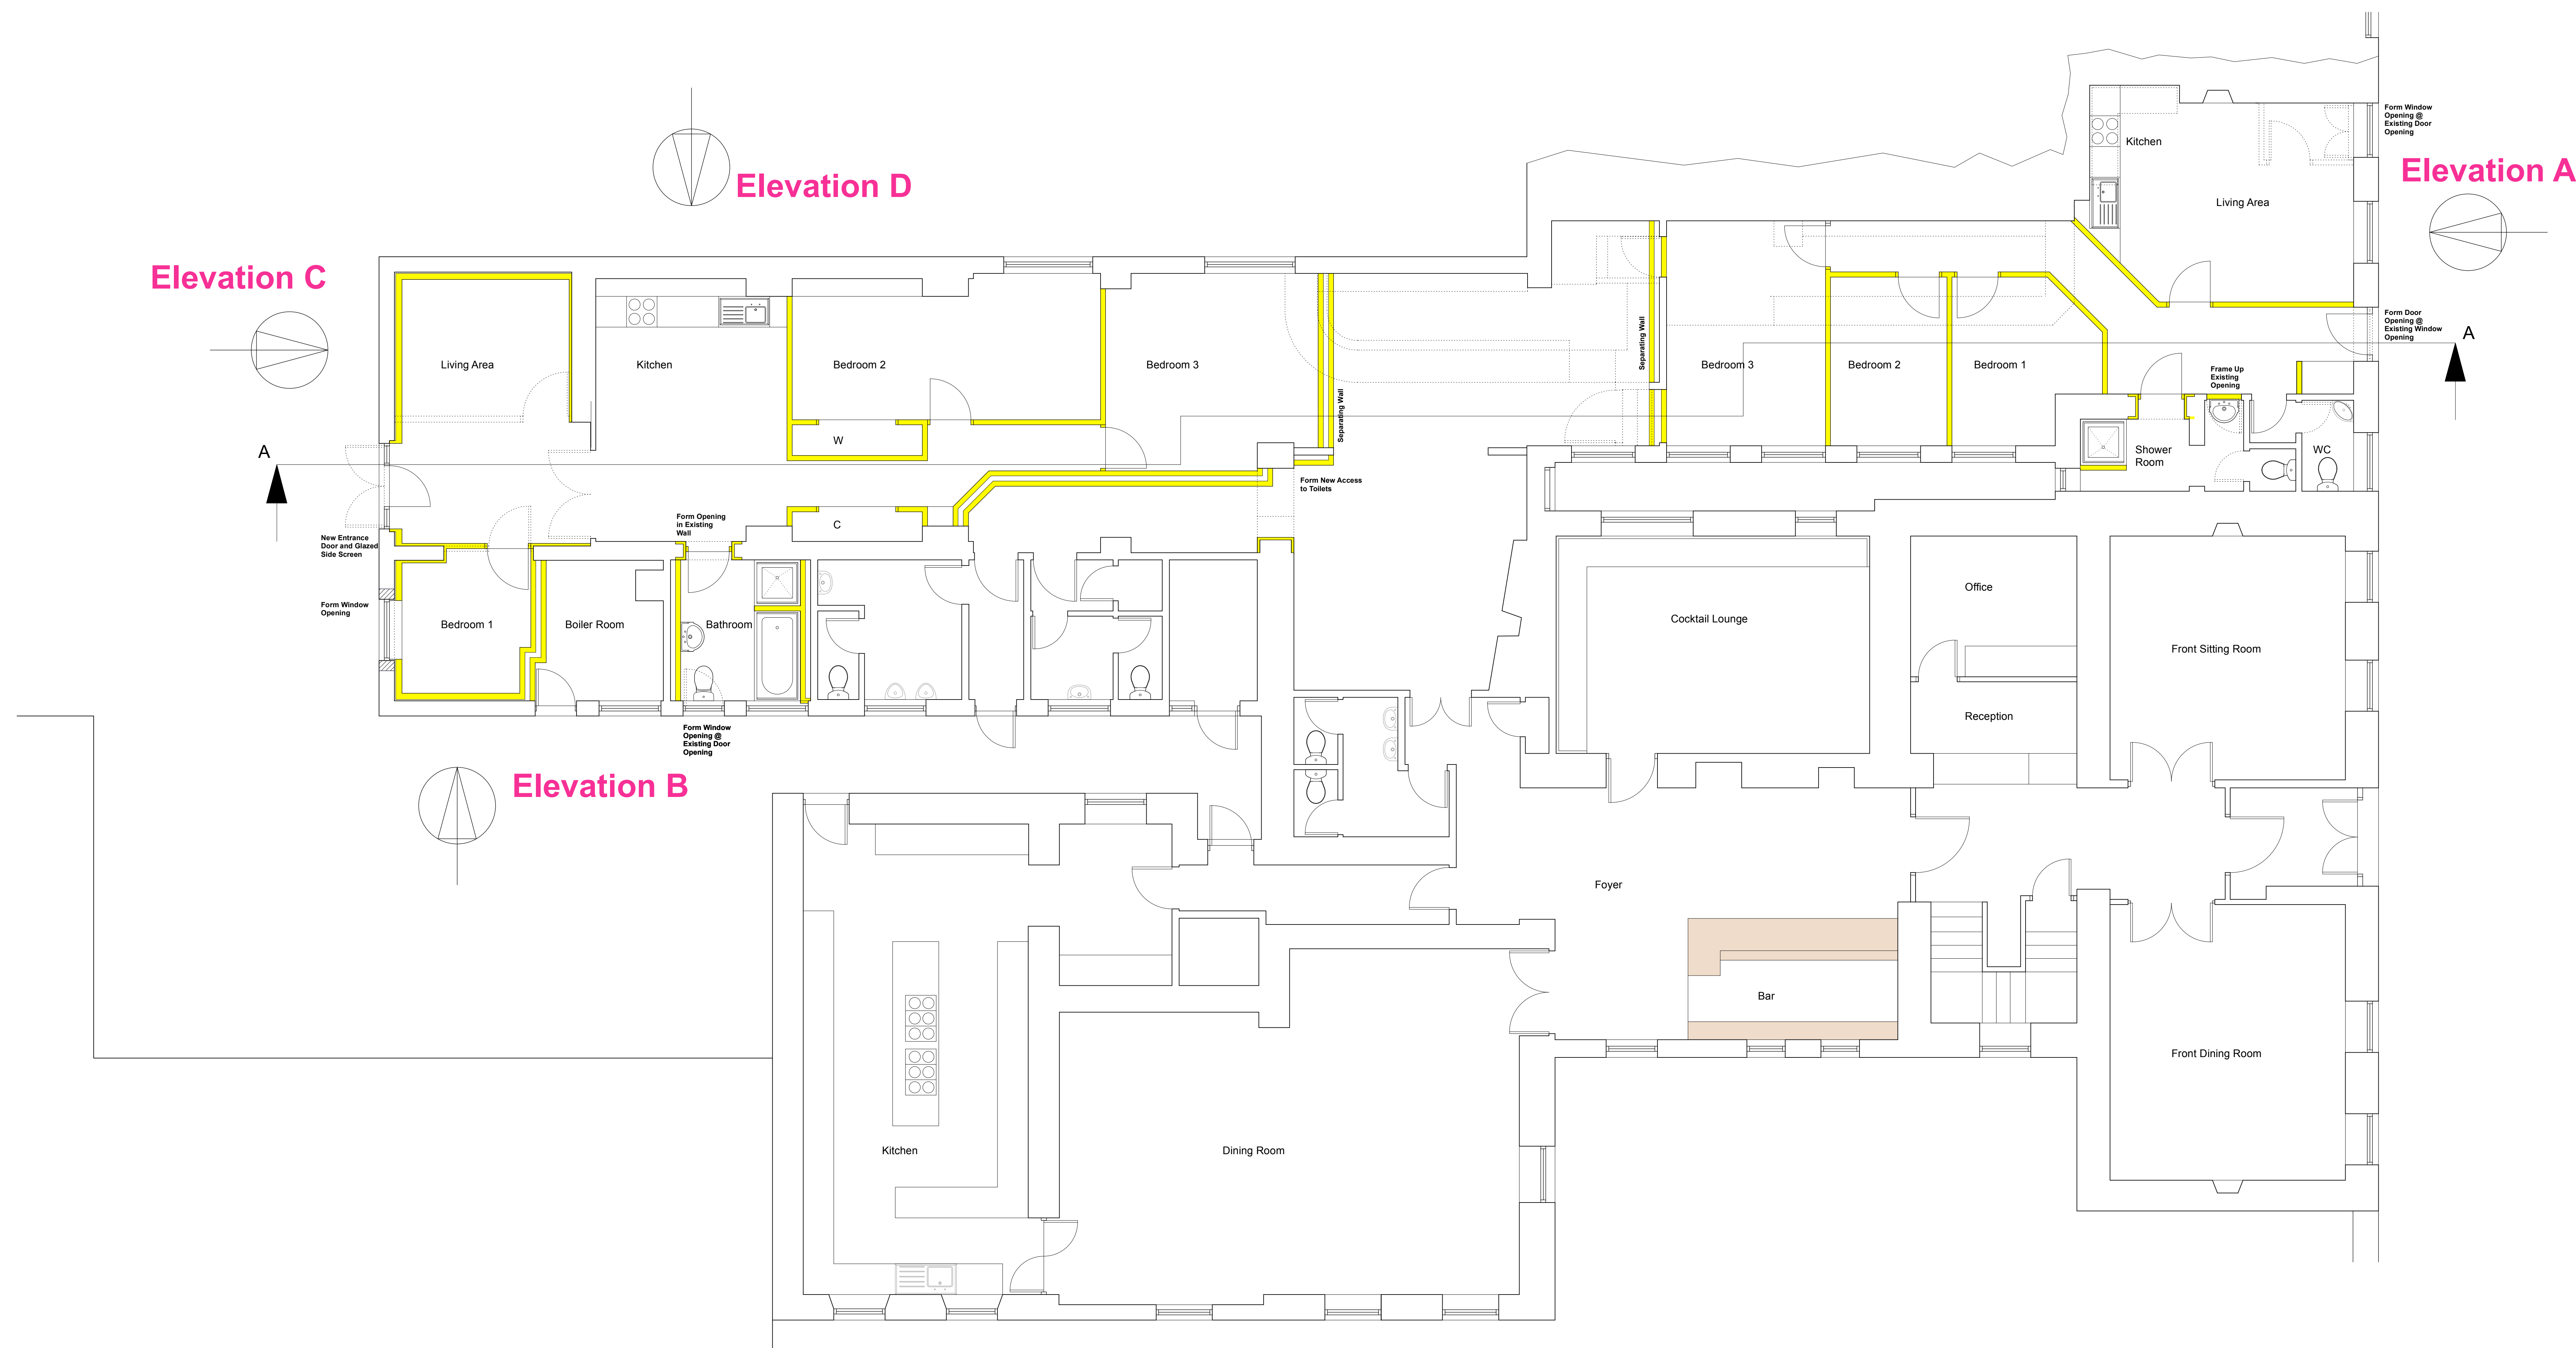 Form Window
Opening @
Existing Door
Opening
Kitchen
Elevation A
Elevation D
Living Area
Elevation C
Form Door
Opening @
Existing Window
Opening
A
Separating Wall
Living Area
Kitchen
Bedroom 2
Bedroom 3
Bedroom 3
Bedroom 2
Bedroom 1
Frame Up
Existing
Opening
Separating Wall
W
A
Shower
Room
WC
Form New Access
to Toilets
Form Opening
in Existing
Wall
C
New Entrance
Door and Glazed
Side Screen
Office
Form Window
Opening
Bedroom 1
Boiler Room
Bathroom
Cocktail Lounge
Front Sitting Room
Reception
Form Window
Opening @
Existing Door
Opening
Elevation B
Foyer
Bar
Front Dining Room
Kitchen
Dining Room